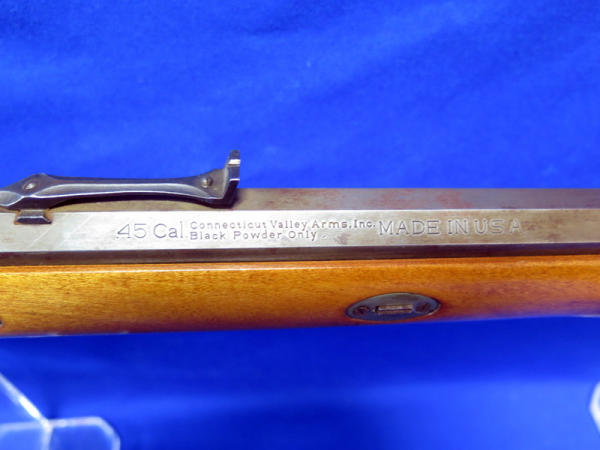 .45 Cal. Connecticut Valley Arms, Inc. MADE IN USA
Black Powder Only